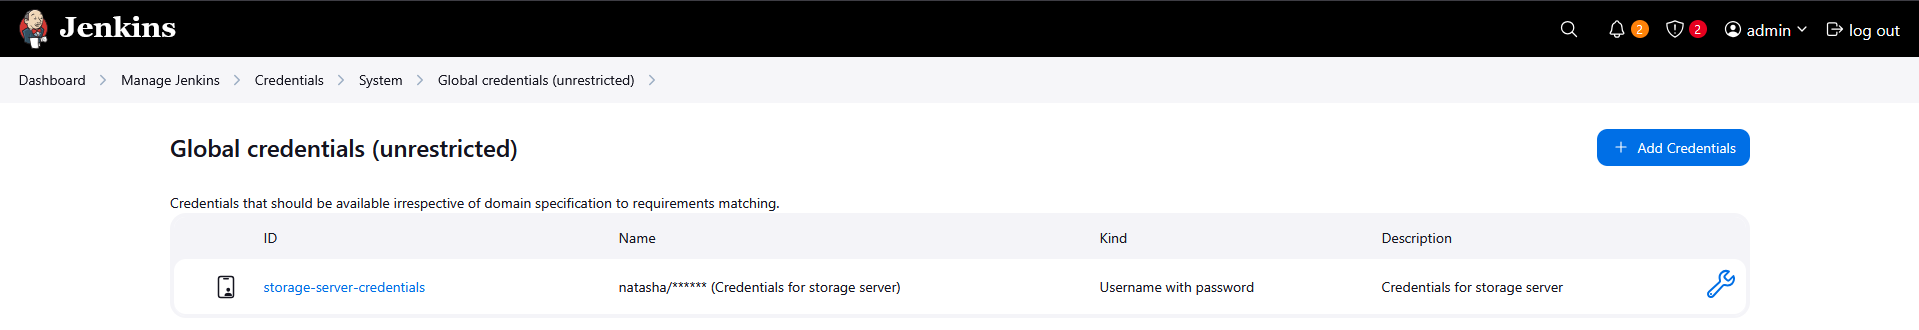 Jenkins
2 2 admin log out
Dashboard Manage Jenkins Credentials System Global credentials (unrestricted)
Global credentials (unrestricted)
+ Add Credentials
Credentials that should be available irrespective of domain specification to requirements matching.
ID Name Kind Description
storage-server-credentials natasha/****** (Credentials for storage server) Username with password Credentials for storage server